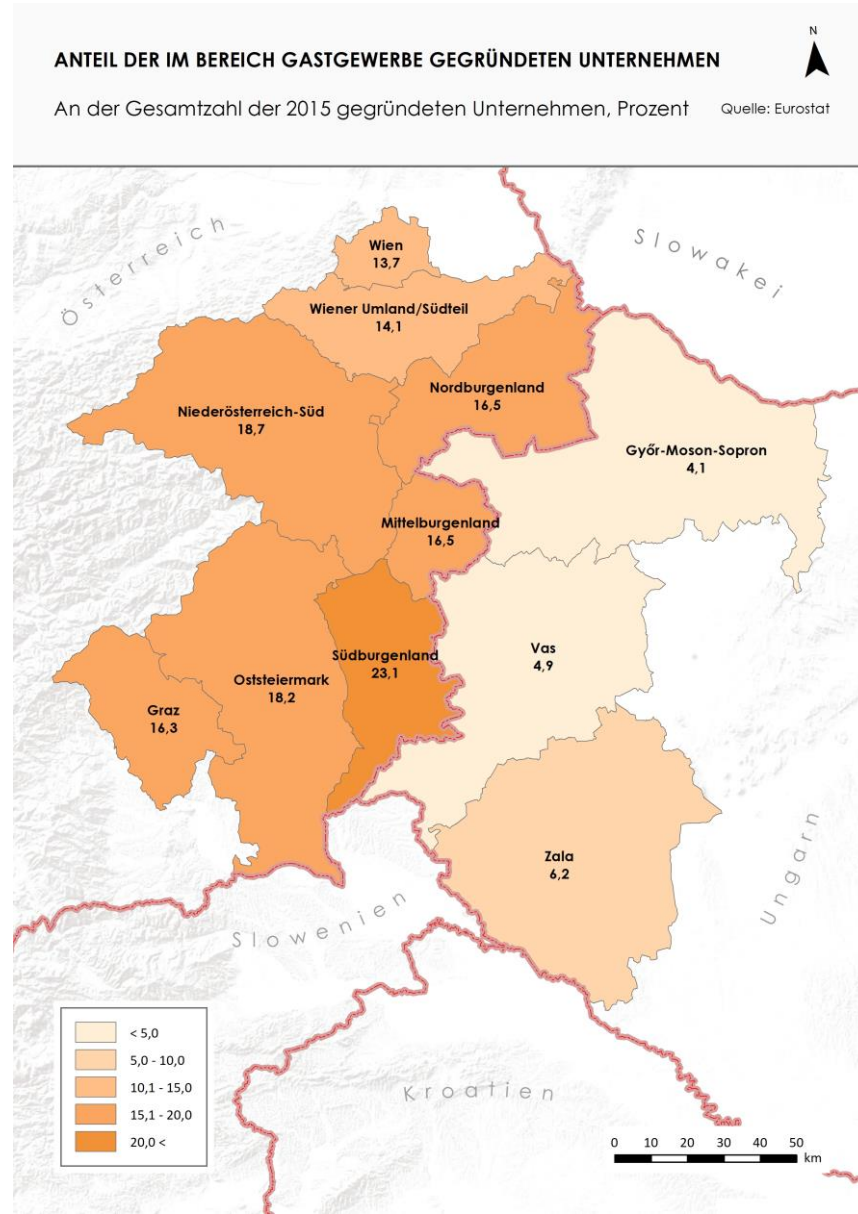 N
ANTEIL DER IM BEREICH GASTGEWERBE GEGRÜNDETEN UNTERNEHMEN
An der Gesamtzahl der 2015 gegründeten Unternehmen, Prozent
Quelle: Eurostat
Österreich
Slowakei
Wien
13,7
Wiener Umland/Südteil
14,1
Nordburgenland
16,5
Niederösterreich-Süd
18,7
Győr-Moson-Sopron
4,1
Mittelburgenland
16,5
Südburgenland
23,1
Vas
4,9
Oststeiermark
18,2
Graz
16,3
Zala
6,2
Ungarn
Slowenien
Kroatien
< 5,0
5,0 - 10,0
10,1 - 15,0
15,1 - 20,0
20,0 <
0 10 20 30 40 50
km